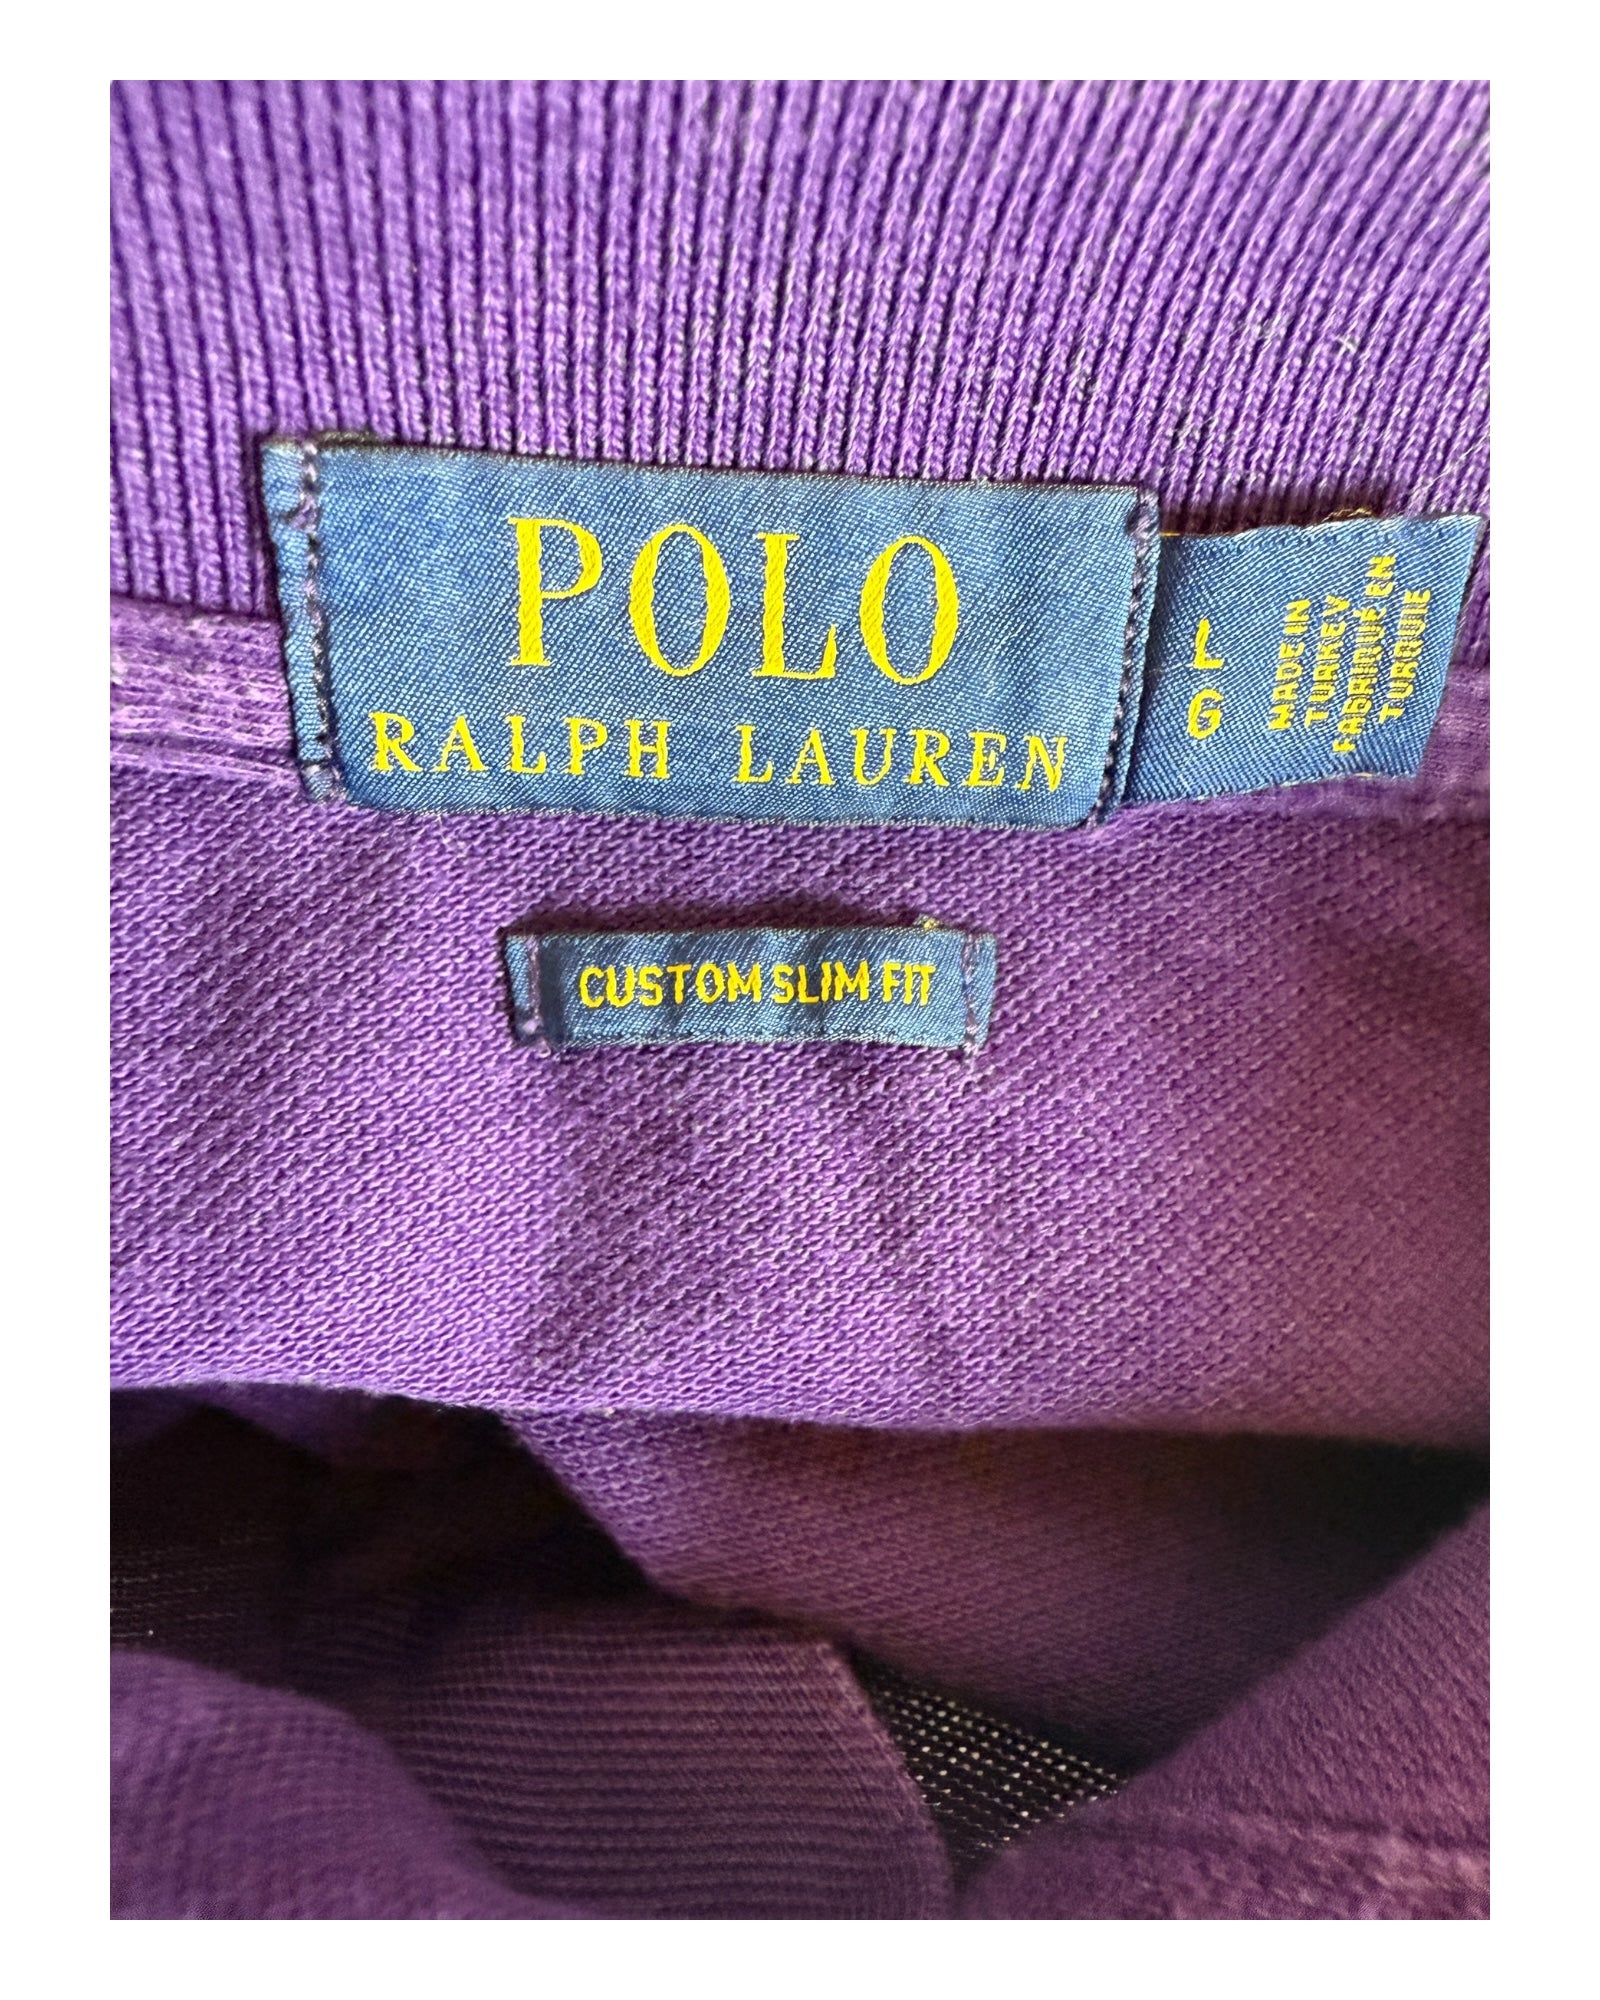 POLO
RALPH LAUREN
L
G
MADE IN
TURKEY
FABRIQUÉ EN
TURQUIE
CUSTOM SLIM FIT